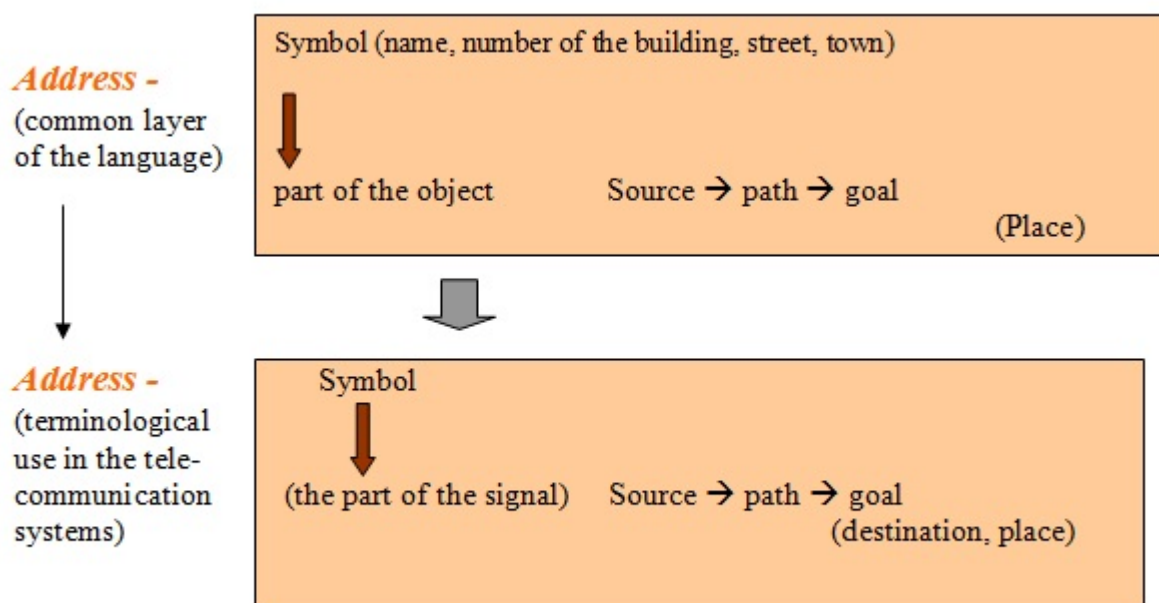 Symbol (name, number of the building, street, town)
Address -
(common layer
of the language)
part of the object Source → path → goal
(Place)
Address -
(terminological
use in the tele-
communication
systems)
Symbol
(the part of the signal) Source → path → goal
(destination, place)